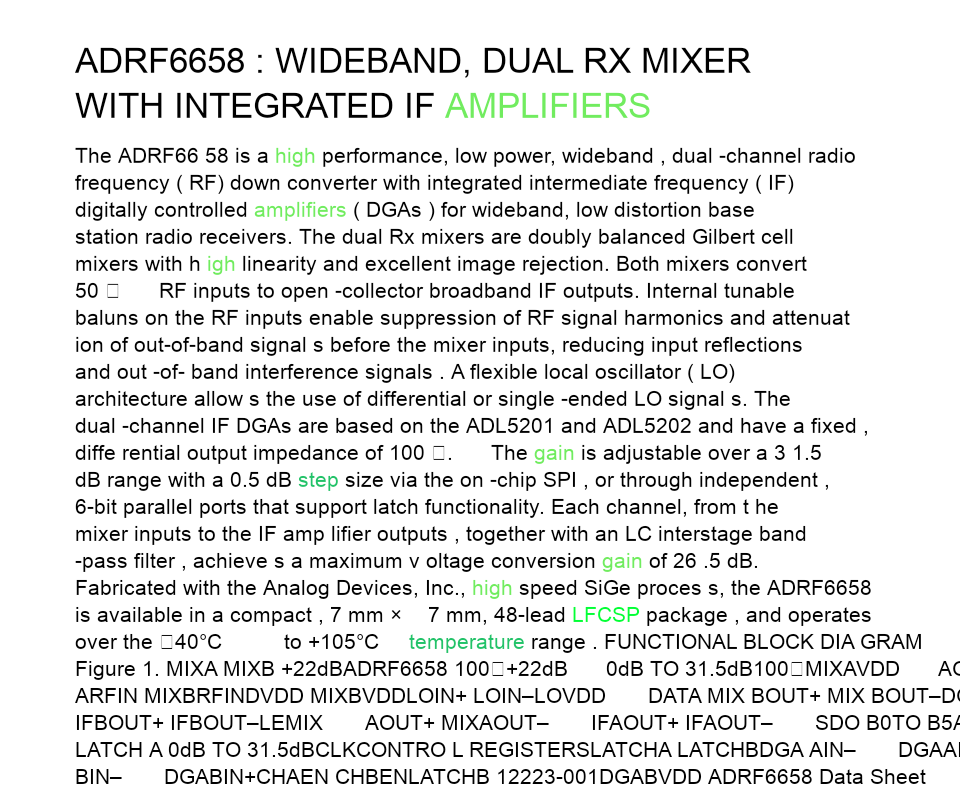 ADRF6658 : WIDEBAND, DUAL RX MIXER
WITH INTEGRATED IF AMPLIFIERS
The ADRF66 58 is a high performance, low power, wideband , dual -channel radio
frequency ( RF) down converter with integrated intermediate frequency ( IF)
digitally controlled amplifiers ( DGAs ) for wideband, low distortion base
station radio receivers. The dual Rx mixers are doubly balanced Gilbert cell
mixers with h igh linearity and excellent image rejection. Both mixers convert
50 □ RF inputs to open -collector broadband IF outputs. Internal tunable
baluns on the RF inputs enable suppression of RF signal harmonics and attenuat
ion of out-of-band signal s before the mixer inputs, reducing input reflections
and out -of- band interference signals . A flexible local oscillator ( LO)
architecture allow s the use of differential or single -ended LO signal s. The
dual -channel IF DGAs are based on the ADL5201 and ADL5202 and have a fixed ,
diffe rential output impedance of 100 □. The gain is adjustable over a 3 1.5
dB range with a 0.5 dB step size via the on -chip SPI , or through independent ,
6-bit parallel ports that support latch functionality. Each channel, from t he
mixer inputs to the IF amp lifier outputs , together with an LC interstage band
-pass filter , achieve s a maximum v oltage conversion gain of 26 .5 dB.
Fabricated with the Analog Devices, Inc., high speed SiGe proces s, the ADRF6658
is available in a compact , 7 mm × 7 mm, 48-lead LFCSP package , and operates
over the □40°C to +105°C temperature range . FUNCTIONAL BLOCK DIA GRAM
Figure 1. MIXA MIXB +22dBADRF6658 100□+22dB 0dB TO 31.5dB100□MIXAVDD
ARFIN MIXBRFINDVDD MIXBVDDLOIN+ LOIN–LOVDD DATA MIX BOUT+ MIX
IFBOUT+ IFBOUT–LEMIX AOUT+ MIXAOUT– IFAOUT+ IFAOUT– SDO B0TO
LATCH A 0dB TO 31.5dBCLKCONTRO L REGISTERSLATCHA LATCHBDGA AIN–
BIN– DGABIN+CHAEN CHBENLATCHB 12223-001DGABVDD ADRF6658 Data Sheet